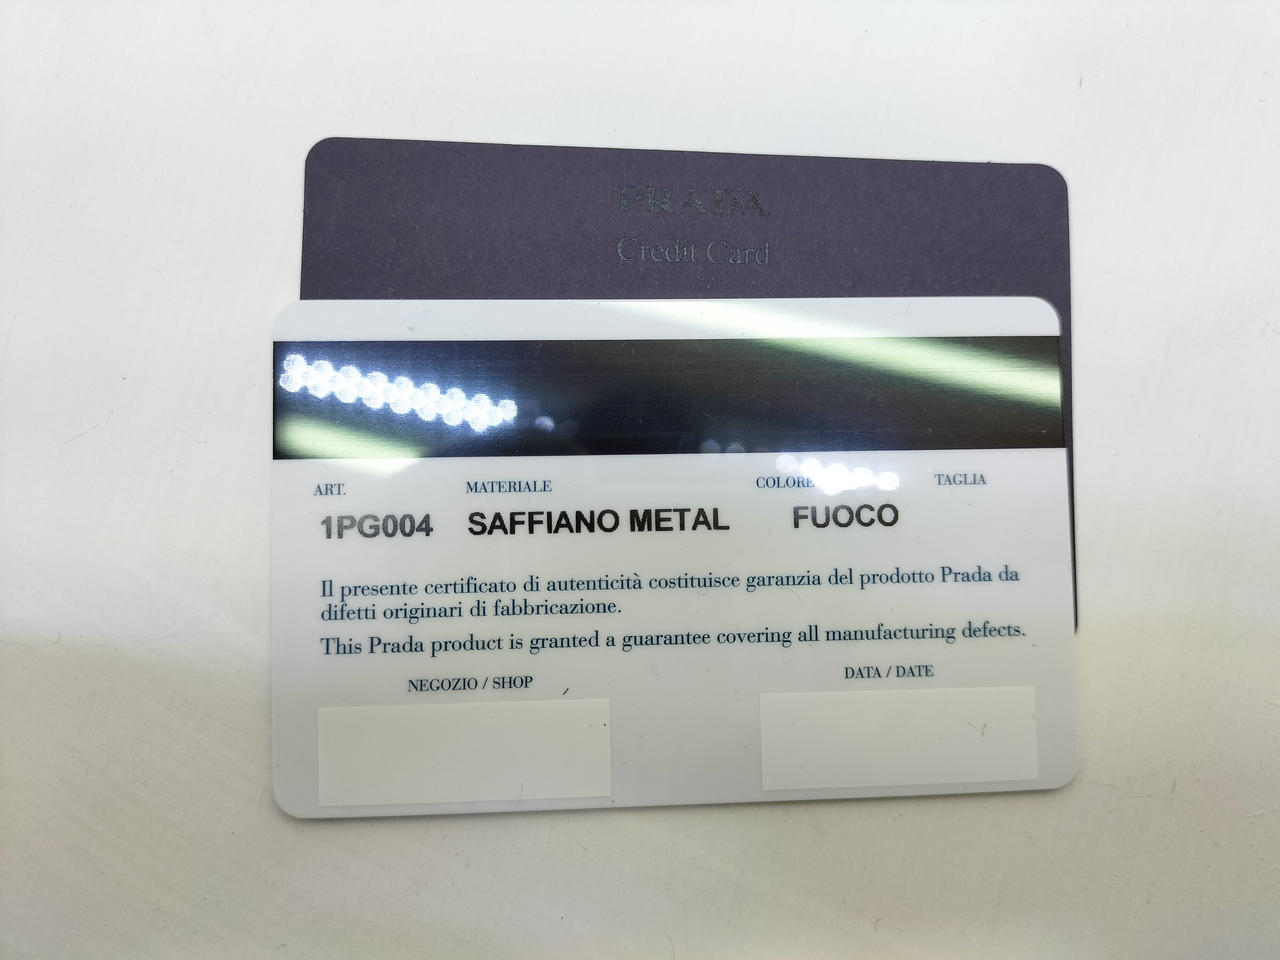 PRADA
Credit Card
ART. MATERIALE COLORE TAGLIA
1PG004 SAFFIANO METAL FUOCO
Il presente certificato di autenticità costituisce garanzia del prodotto Prada da
difetti originari di fabbricazione.
This Prada product is granted a guarantee covering all manufacturing defects.
NEGOZIO / SHOP DATA / DATE